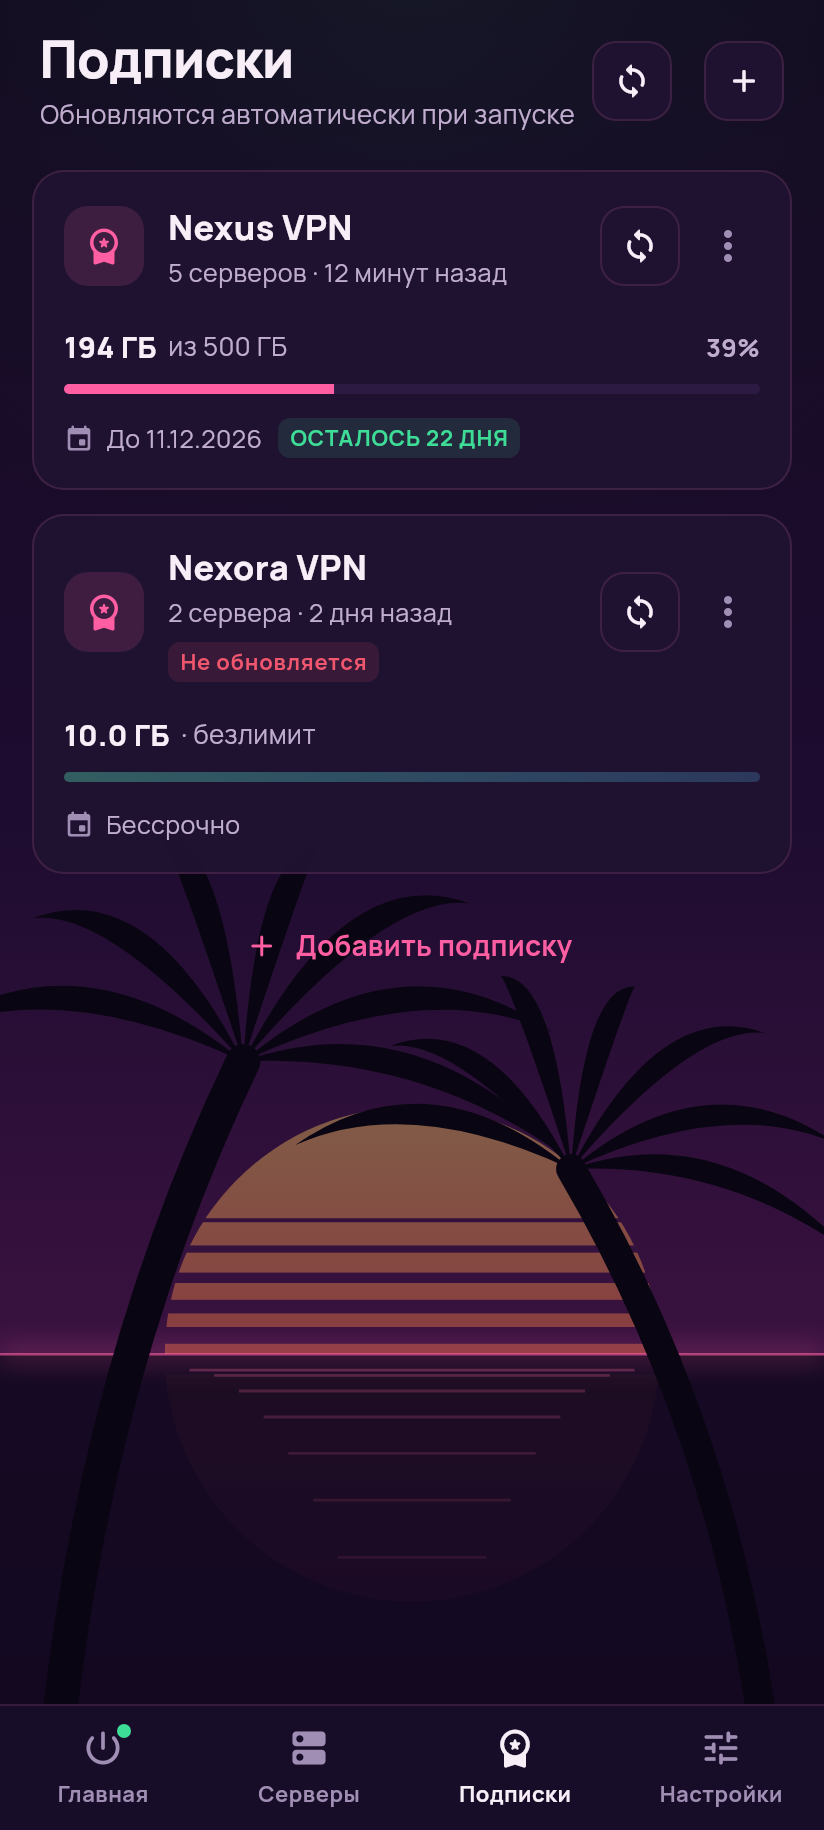 Подписки
Обновляются автоматически при запуске
Nexus VPN
5 серверов · 12 минут назад
194 ГБ из 500 ГБ
39%
До 11.12.2026
ОСТАЛОСЬ 22 ДНЯ
Nexora VPN
2 сервера · 2 дня назад
Не обновляется
10.0 ГБ · безлимит
Бессрочно
+ Добавить подписку
Главная
Серверы
Подписки
Настройки